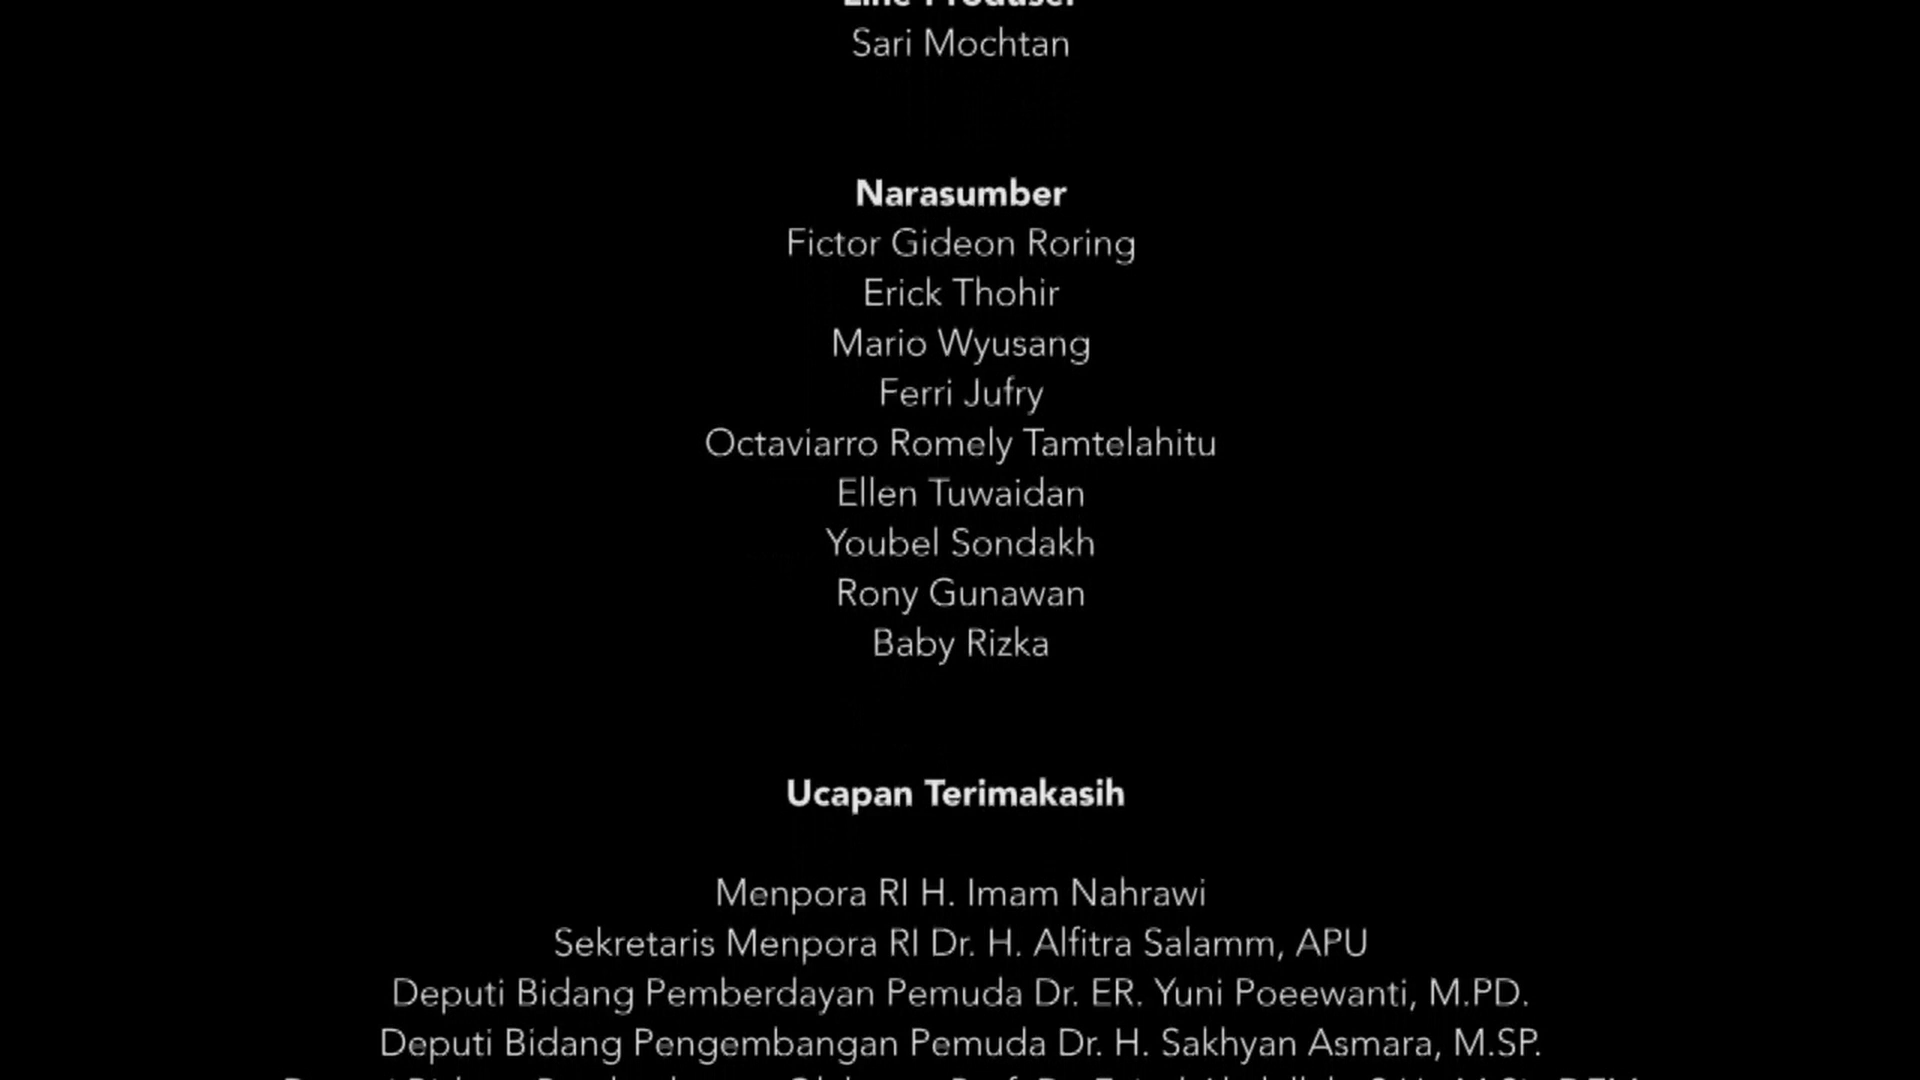 Line Produser
Sari Mochtan
Narasumber
Fictor Gideon Roring
Erick Thohir
Mario Wyusang
Ferri Jufry
Octaviarro Romely Tamtelahitu
Ellen Tuwaidan
Youbel Sondakh
Rony Gunawan
Baby Rizka
Ucapan Terimakasih
Menpora RI H. Imam Nahrawi
Sekretaris Menpora RI Dr. H. Alfitra Salamm, APU
Deputi Bidang Pemberdayan Pemuda Dr. ER. Yuni Poeewanti, M.PD.
Deputi Bidang Pengembangan Pemuda Dr. H. Sakhyan Asmara, M.SP.